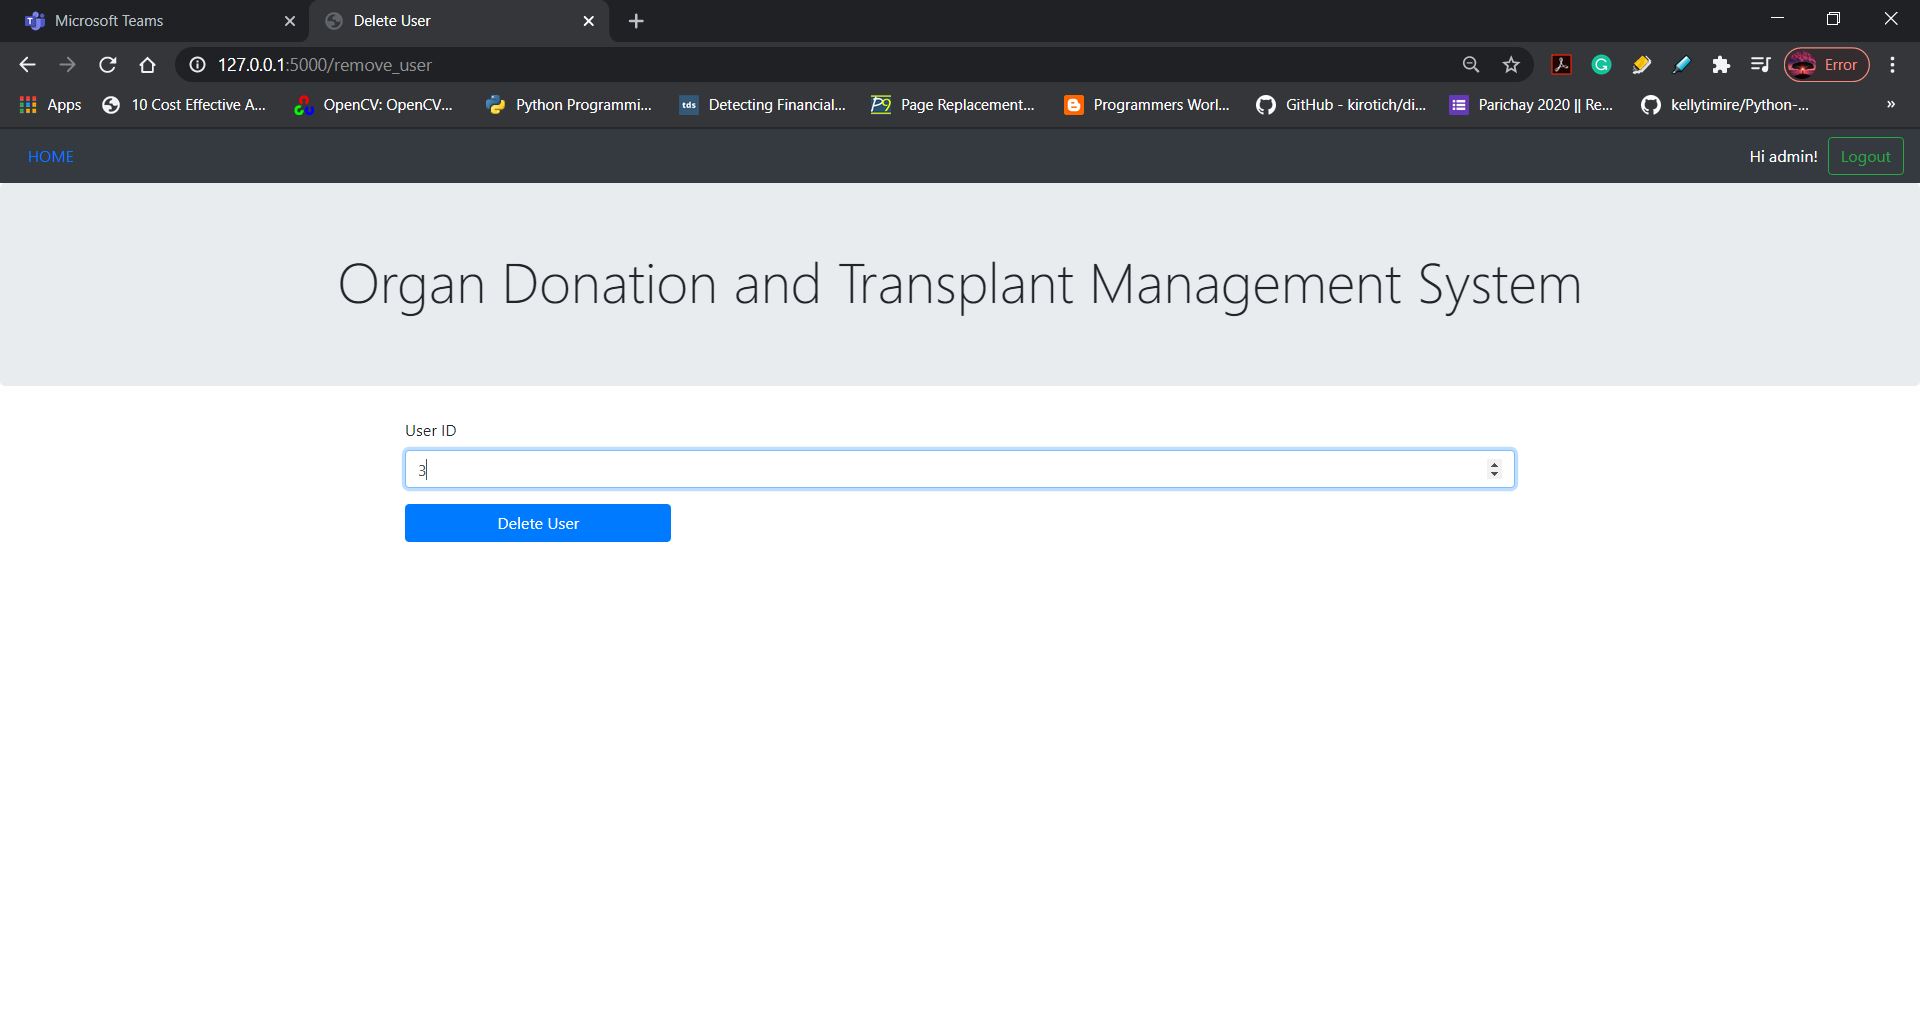 Microsoft Teams
Delete User
127.0.0.1:5000/remove_user
Error
Apps
10 Cost Effective A...
OpenCV: OpenCV...
Python Programmi...
tds
Detecting Financial...
P9
Page Replacement...
Programmers Worl...
GitHub - kirotich/di...
Parichay 2020 || Re...
kellytimire/Python-...
»
HOME
Hi admin!
Logout
Organ Donation and Transplant Management System
User ID
3
Delete User